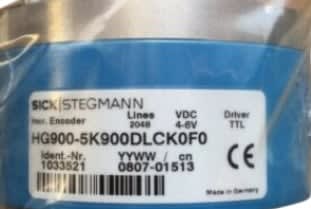 SICK|STEGMANN
Lines VDC Driver
Incr. Encoder 2048 4-6V TTL
HG900-5K900DLCK0F0
Ident.-Nr. YYWW / cn
1033521 0807-01513
CE
Made in Germany